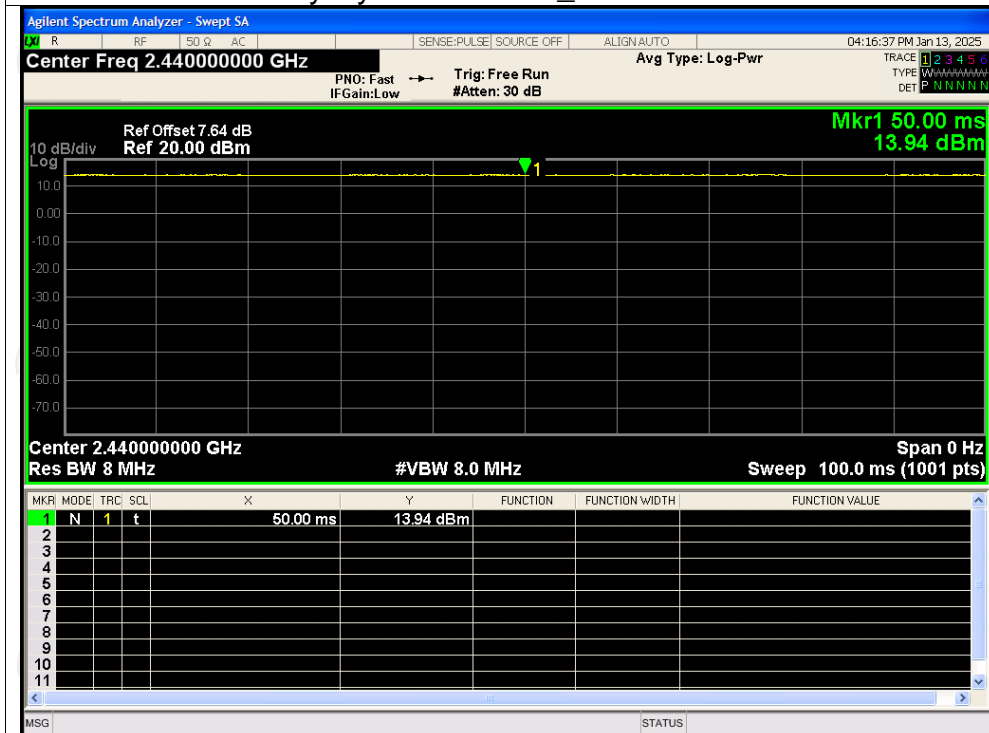 Agilent Spectrum Analyzer - Swept SA
LXI R RF 50 Ω AC SENSE:PULSE SOURCE OFF ALIGN AUTO 04:16:37 PM Jan 13, 2025
Center Freq 2.440000000 GHz
PNO: Fast
IFGain:Low
Trig: Free Run
#Atten: 30 dB
Avg Type: Log-Pwr
TRACE 1 2 3 4 5 6
TYPE WWWWWW
DET P N N N N N
Mkr1 50.00 ms
13.94 dBm
Ref Offset 7.64 dB
10 dB/div Ref 20.00 dBm
Log
1
10.0
0.00
-10.0
-20.0
-30.0
-40.0
-50.0
-60.0
-70.0
Center 2.440000000 GHz Span 0 Hz
Res BW 8 MHz #VBW 8.0 MHz Sweep 100.0 ms (1001 pts)
MKR MODE TRC SCL X Y FUNCTION FUNCTION WIDTH FUNCTION VALUE
1 N 1 t 50.00 ms 13.94 dBm
2
3
4
5
6
7
8
9
10
11
MSG STATUS